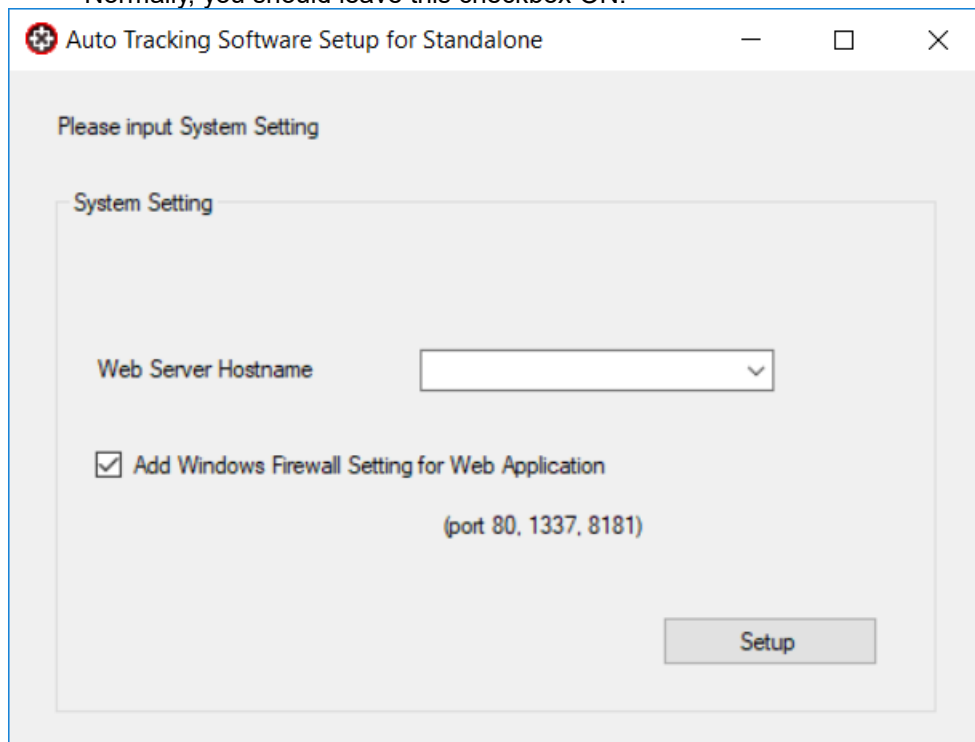 Normally, you should leave this checkbox ON.
Auto Tracking Software Setup for Standalone
Please input System Setting
System Setting
Web Server Hostname
Add Windows Firewall Setting for Web Application
(port 80, 1337, 8181)
Setup